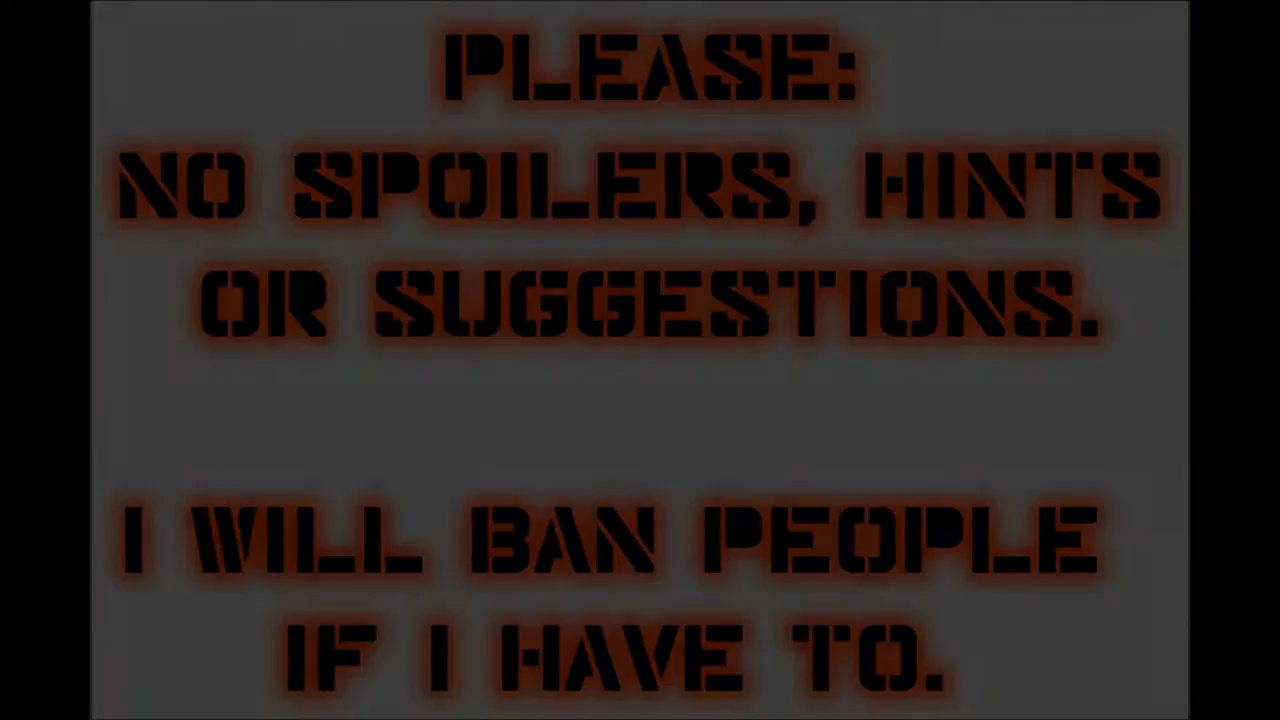 PLEASE:
NO SPOILERS, HINTS
OR SUGGESTIONS.
I WILL BAN PEOPLE
IF I HAVE TO.